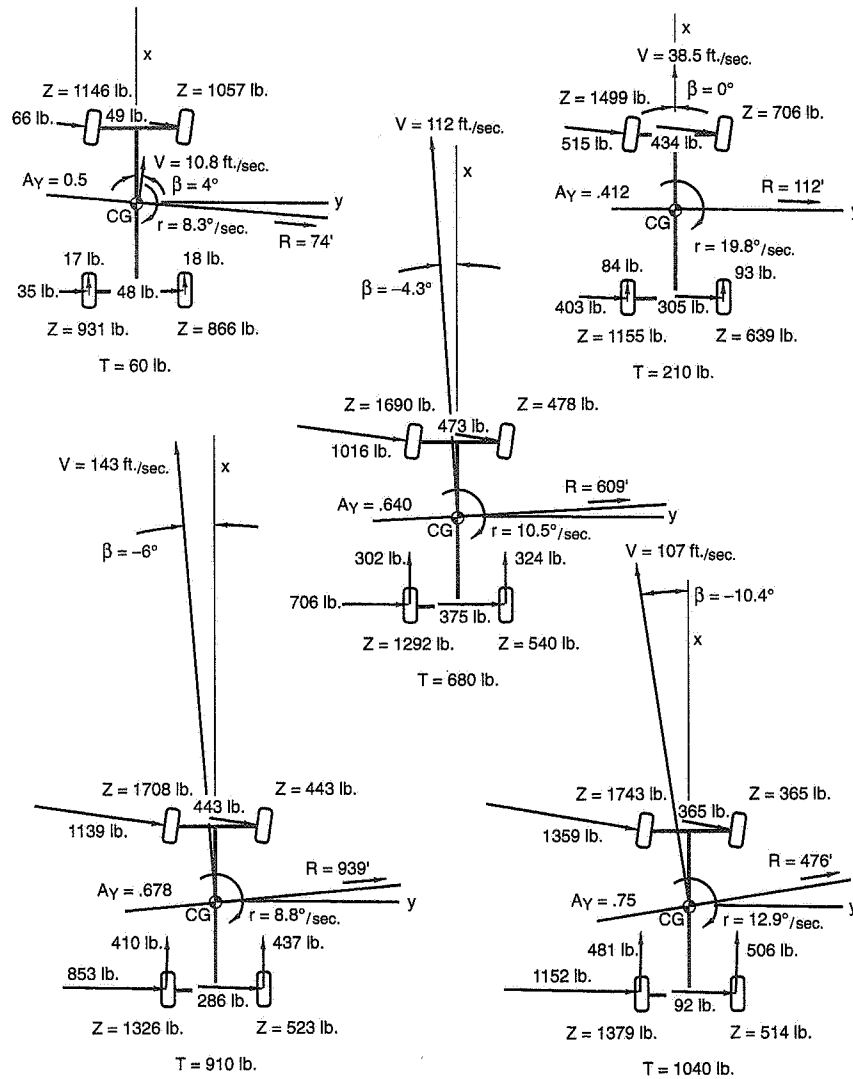 x
Z = 1146 lb.
Z = 1057 lb.
66 lb.
49 lb.
V = 10.8 ft./sec.
β = 4°
AY = 0.5
y
CG
r = 8.3°/sec.
R = 74'
17 lb.
18 lb.
35 lb.
48 lb.
Z = 931 lb.
Z = 866 lb.
T = 60 lb.
x
V = 38.5 ft./sec.
β = 0°
Z = 1499 lb.
Z = 706 lb.
515 lb.
434 lb.
AY = .412
R = 112'
y
CG
r = 19.8°/sec.
84 lb.
93 lb.
403 lb.
305 lb.
Z = 1155 lb.
Z = 639 lb.
T = 210 lb.
V = 112 ft./sec.
x
β = –4.3°
Z = 1690 lb.
Z = 478 lb.
473 lb.
1016 lb.
R = 609'
AY = .640
y
CG
r = 10.5°/sec.
302 lb.
324 lb.
706 lb.
375 lb.
Z = 1292 lb.
Z = 540 lb.
T = 680 lb.
V = 143 ft./sec.
x
β = –6°
Z = 1708 lb.
Z = 443 lb.
443 lb.
1139 lb.
R = 939'
AY = .678
y
CG
r = 8.8°/sec.
410 lb.
437 lb.
853 lb.
286 lb.
Z = 1326 lb.
Z = 523 lb.
T = 910 lb.
V = 107 ft./sec.
β = –10.4°
x
Z = 1743 lb.
Z = 365 lb.
365 lb.
1359 lb.
R = 476'
AY = .75
y
CG
r = 12.9°/sec.
481 lb.
506 lb.
1152 lb.
92 lb.
Z = 1379 lb.
Z = 514 lb.
T = 1040 lb.